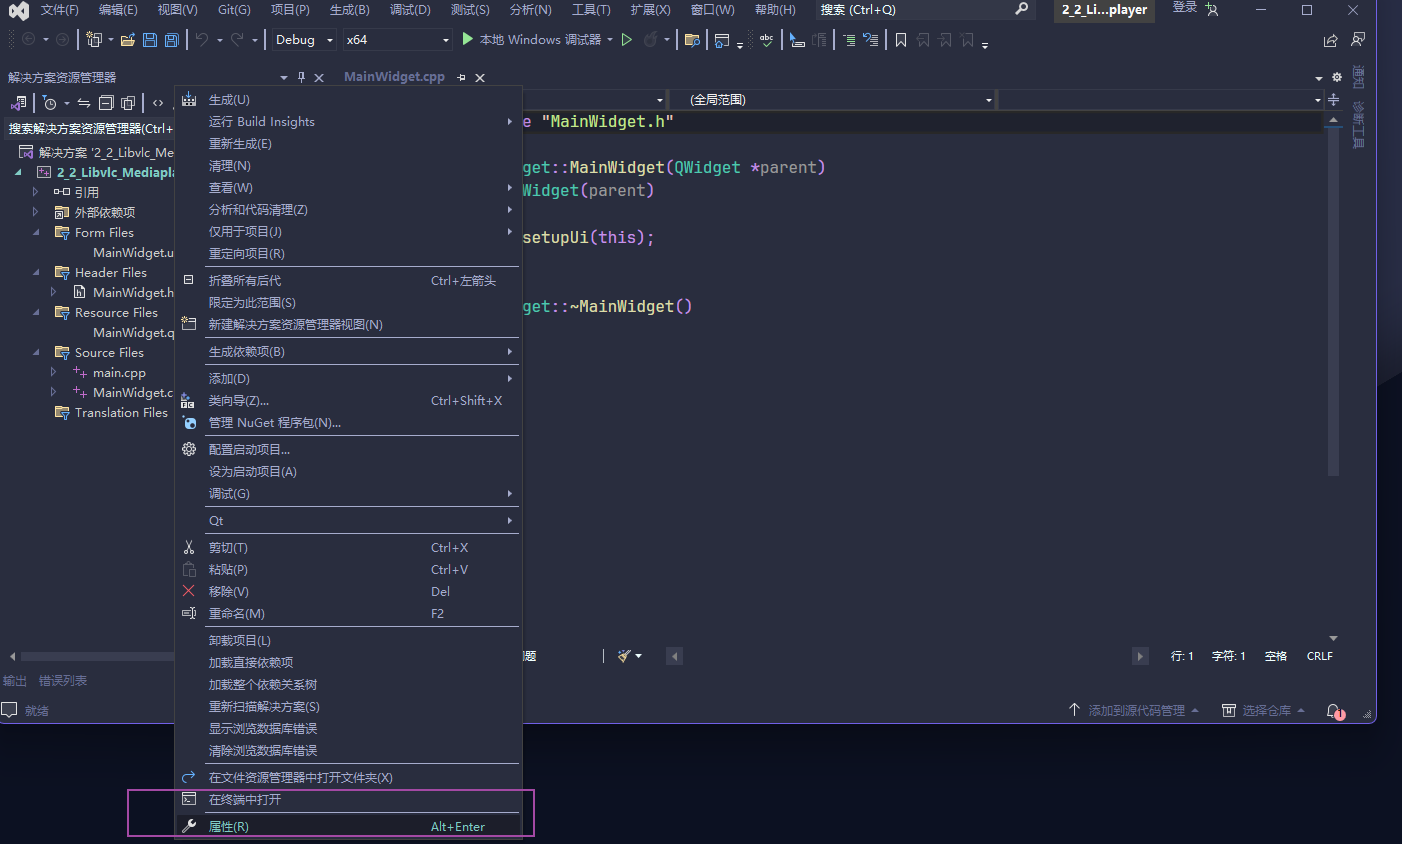 文件(F) 编辑(E) 视图(V) Git(G) 项目(P) 生成(B) 调试(D) 测试(S) 分析(N) 工具(T) 扩展(X) 窗口(W) 帮助(H) 搜索 (Ctrl+Q) 2_2_Li...player 登录
Debug x64 本地 Windows 调试器
解决方案资源管理器 MainWidget.cpp
(全局范围)
搜索解决方案资源管理器(Ctrl+
解决方案 '2_2_Libvlc_Me
2_2_Libvlc_Mediapla
引用
外部依赖项
Form Files
MainWidget.u
Header Files
MainWidget.h
Resource Files
MainWidget.q
Source Files
main.cpp
MainWidget.c
Translation Files
生成(U)
运行 Build Insights
重新生成(E)
清理(N)
查看(W)
分析和代码清理(Z)
仅用于项目(J)
重定向项目(R)
折叠所有后代 Ctrl+左箭头
限定为此范围(S)
新建解决方案资源管理器视图(N)
生成依赖项(B)
添加(D)
类向导(Z)... Ctrl+Shift+X
管理 NuGet 程序包(N)...
配置启动项目...
设为启动项目(A)
调试(G)
Qt
剪切(T) Ctrl+X
粘贴(P) Ctrl+V
移除(V) Del
重命名(M) F2
卸载项目(L)
加载直接依赖项
加载整个依赖关系树
重新扫描解决方案(S)
显示浏览数据库错误
清除浏览数据库错误
在文件资源管理器中打开文件夹(X)
在终端中打开
属性(R) Alt+Enter
e "MainWidget.h"
get::MainWidget(QWidget *parent)
Widget(parent)
setupUi(this);
get::~MainWidget()
通知
诊断工具
题 行: 1 字符: 1 空格 CRLF
输出 错误列表
就绪 添加到源代码管理 选择仓库 1